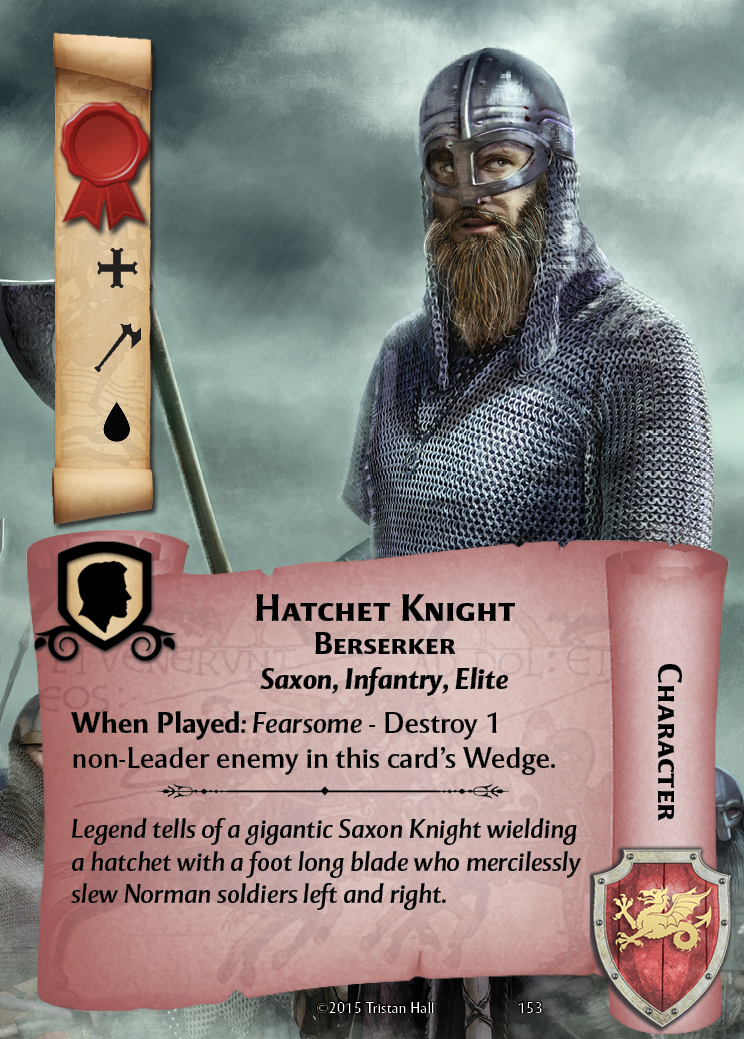 Hatchet Knight
Berserker
Saxon, Infantry, Elite
When Played: Fearsome - Destroy 1
non-Leader enemy in this card's Wedge.
Legend tells of a gigantic Saxon Knight wielding
a hatchet with a foot long blade who mercilessly
slew Norman soldiers left and right.
Character
©2015 Tristan Hall
153